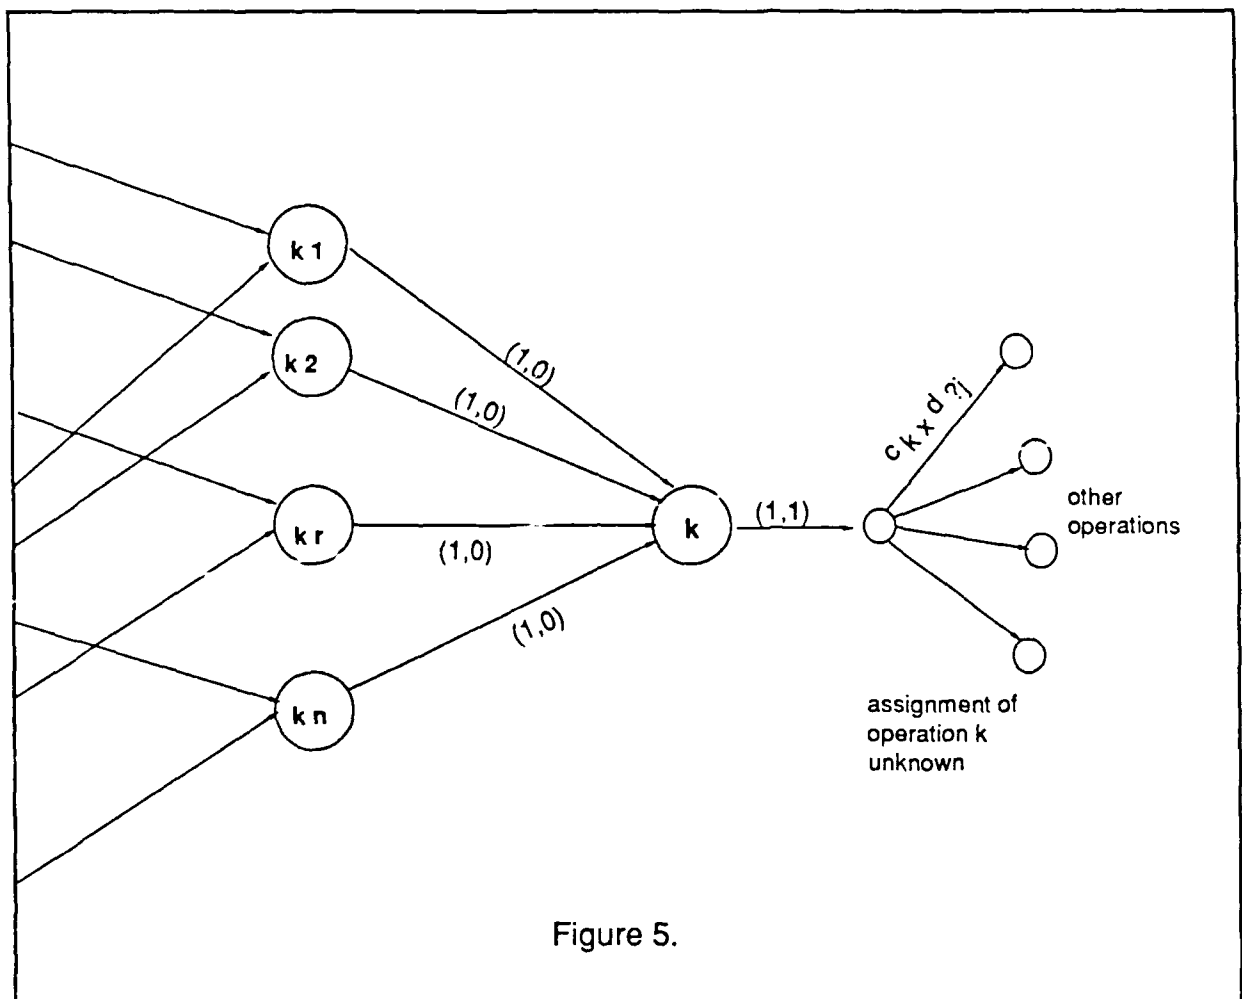 k 1
(1,0)
k 2
(1,0)
c k x d ?j
k r
(1,0)
k
(1,1)
other
operations
(1,0)
k n
assignment of
operation k
unknown
Figure 5.